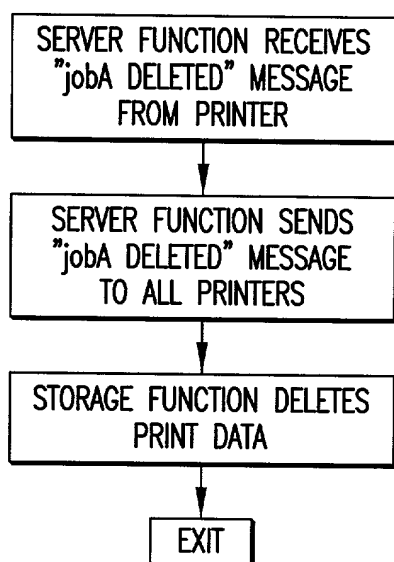 SERVER FUNCTION RECEIVES
"jobA DELETED" MESSAGE
FROM PRINTER
SERVER FUNCTION SENDS
"jobA DELETED" MESSAGE
TO ALL PRINTERS
STORAGE FUNCTION DELETES
PRINT DATA
EXIT